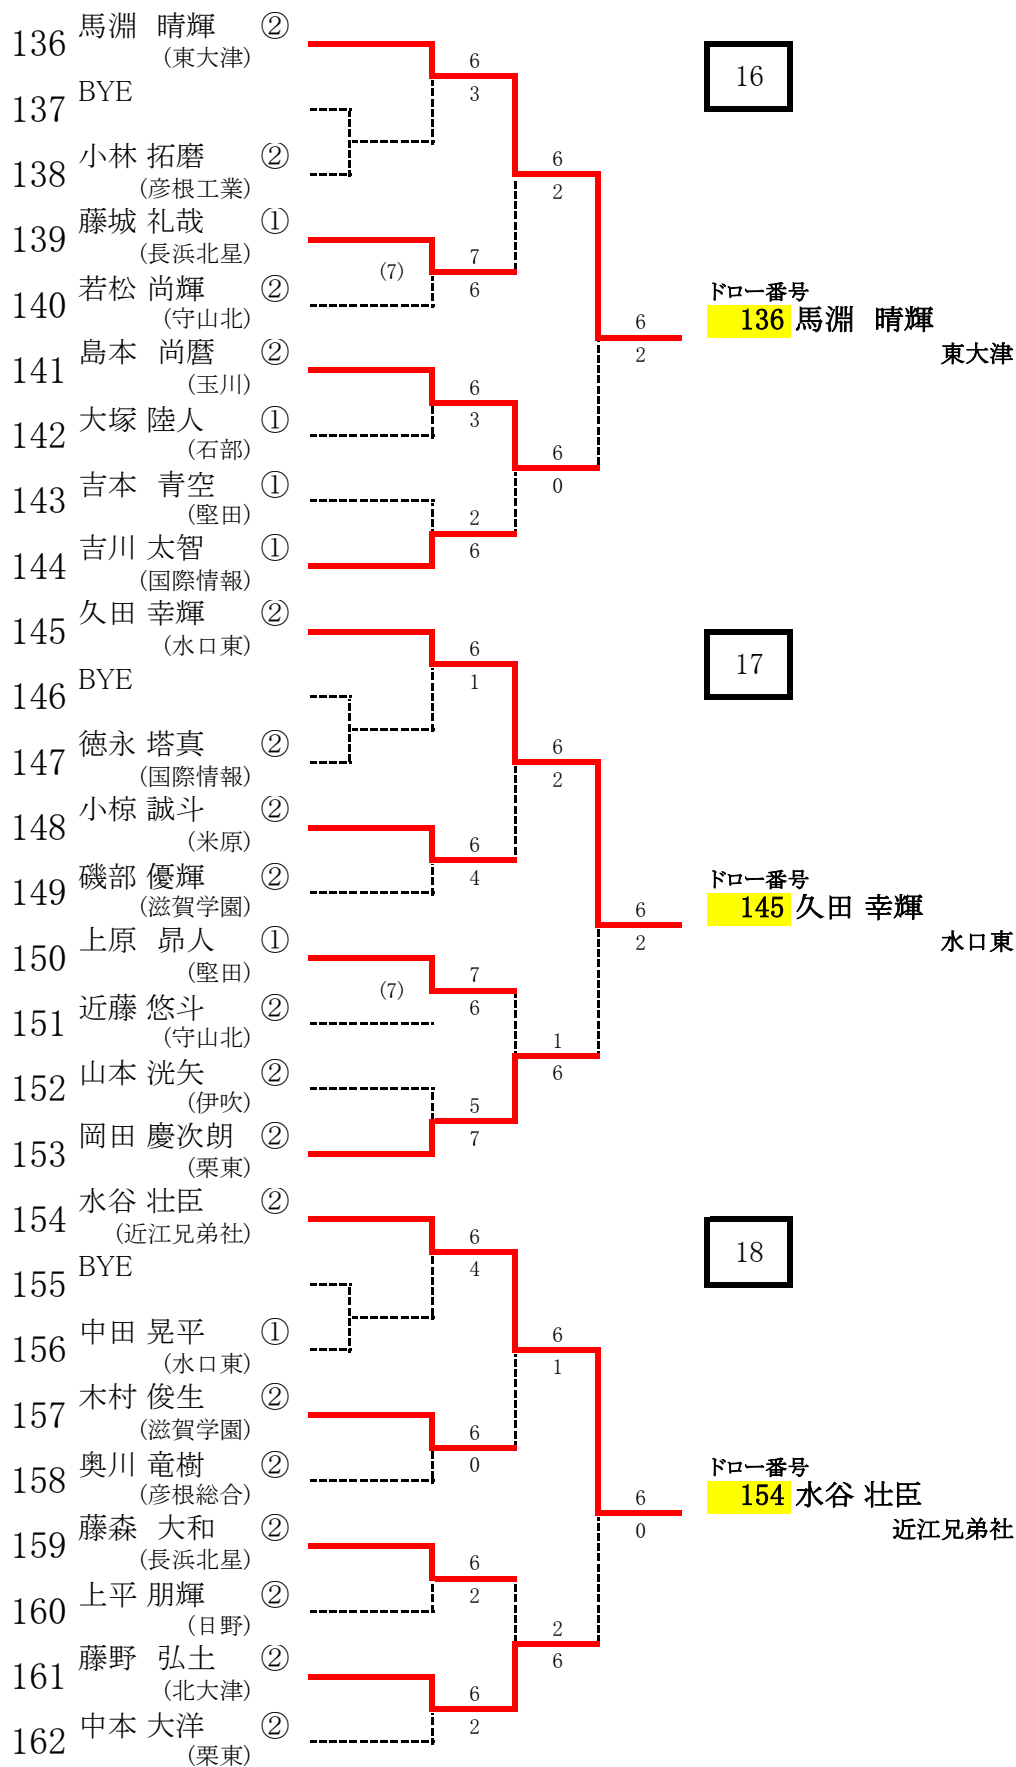 136 馬淵 晴輝 ②
(東大津)
137 BYE
138 小林 拓磨 ②
(彦根工業)
139 藤城 礼哉 ①
(長浜北星)
140 若松 尚輝 ②
(守山北)
141 島本 尚麿 ②
(玉川)
142 大塚 陸人 ①
(石部)
143 吉本 青空 ①
(堅田)
144 吉川 太智 ①
(国際情報)
6
3
(7)
7
6
6
3
2
6
6
2
6
0
6
2
16
ドロー番号
136 馬淵 晴輝
東大津
145 久田 幸輝 ②
(水口東)
146 BYE
147 徳永 塔真 ②
(国際情報)
148 小椋 誠斗 ②
(米原)
149 磯部 優輝 ②
(滋賀学園)
150 上原 昴人 ①
(堅田)
151 近藤 悠斗 ②
(守山北)
152 山本 洸矢 ②
(伊吹)
153 岡田 慶次朗 ②
(栗東)
6
1
6
4
(7)
7
6
5
7
6
2
1
6
6
2
17
ドロー番号
145 久田 幸輝
水口東
154 水谷 壮臣 ②
(近江兄弟社)
155 BYE
156 中田 晃平 ①
(水口東)
157 木村 俊生 ②
(滋賀学園)
158 奥川 竜樹 ②
(彦根総合)
159 藤森 大和 ②
(長浜北星)
160 上平 朋輝 ②
(日野)
161 藤野 弘土 ②
(北大津)
162 中本 大洋 ②
(栗東)
6
4
6
0
6
2
6
2
6
1
2
6
6
0
18
ドロー番号
154 水谷 壮臣
近江兄弟社